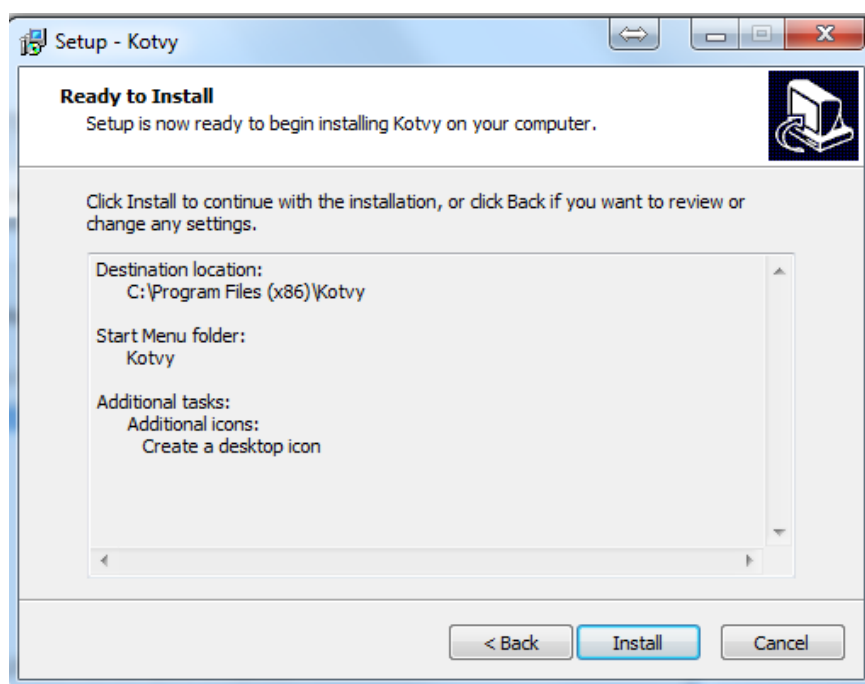 Setup - Kotvy
Ready to Install
Setup is now ready to begin installing Kotvy on your computer.
Click Install to continue with the installation, or click Back if you want to review or
change any settings.
Destination location:
C:\Program Files (x86)\Kotvy
Start Menu folder:
Kotvy
Additional tasks:
Additional icons:
Create a desktop icon
< Back
Install
Cancel